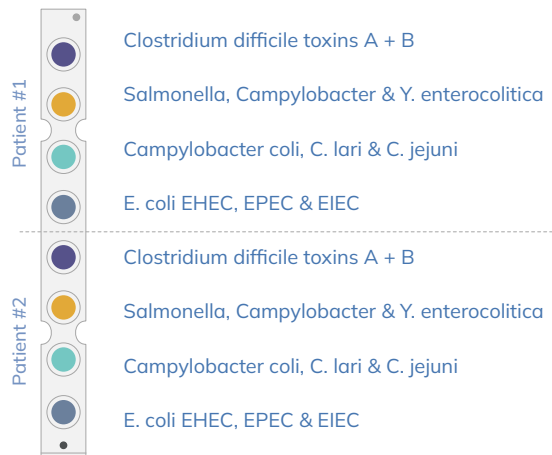 Patient #1
Clostridium difficile toxins A + B
Salmonella, Campylobacter & Y. enterocolitica
Campylobacter coli, C. lari & C. jejuni
E. coli EHEC, EPEC & EIEC
Patient #2
Clostridium difficile toxins A + B
Salmonella, Campylobacter & Y. enterocolitica
Campylobacter coli, C. lari & C. jejuni
E. coli EHEC, EPEC & EIEC